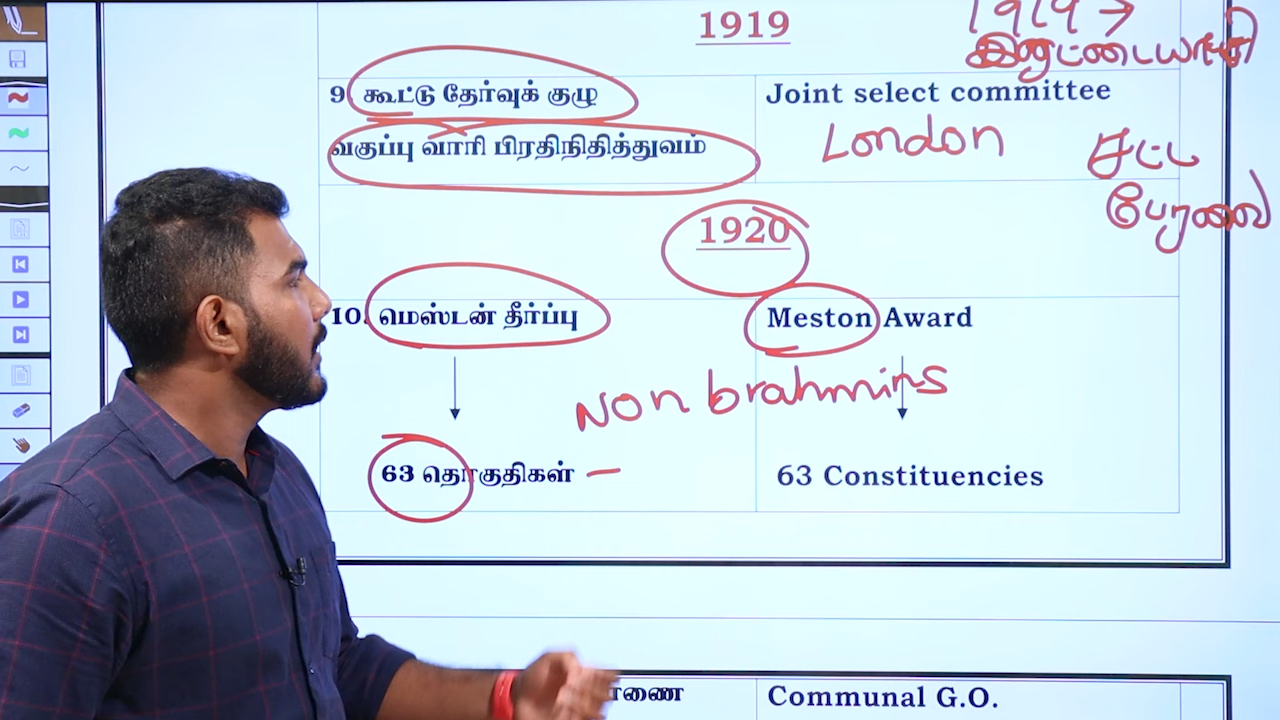 1919
1919 →
இரட்டையாட்சி
9. கூட்டு தேர்வுக் குழு
வகுப்பு வாரி பிரதிநிதித்துவம்
Joint select committee
London
சட்ட
பேரவை
1920
10. மெஸ்டன் தீர்ப்பு
Meston Award
Non brahmins
63 தொகுதிகள் –
63 Constituencies
Communal G.O.